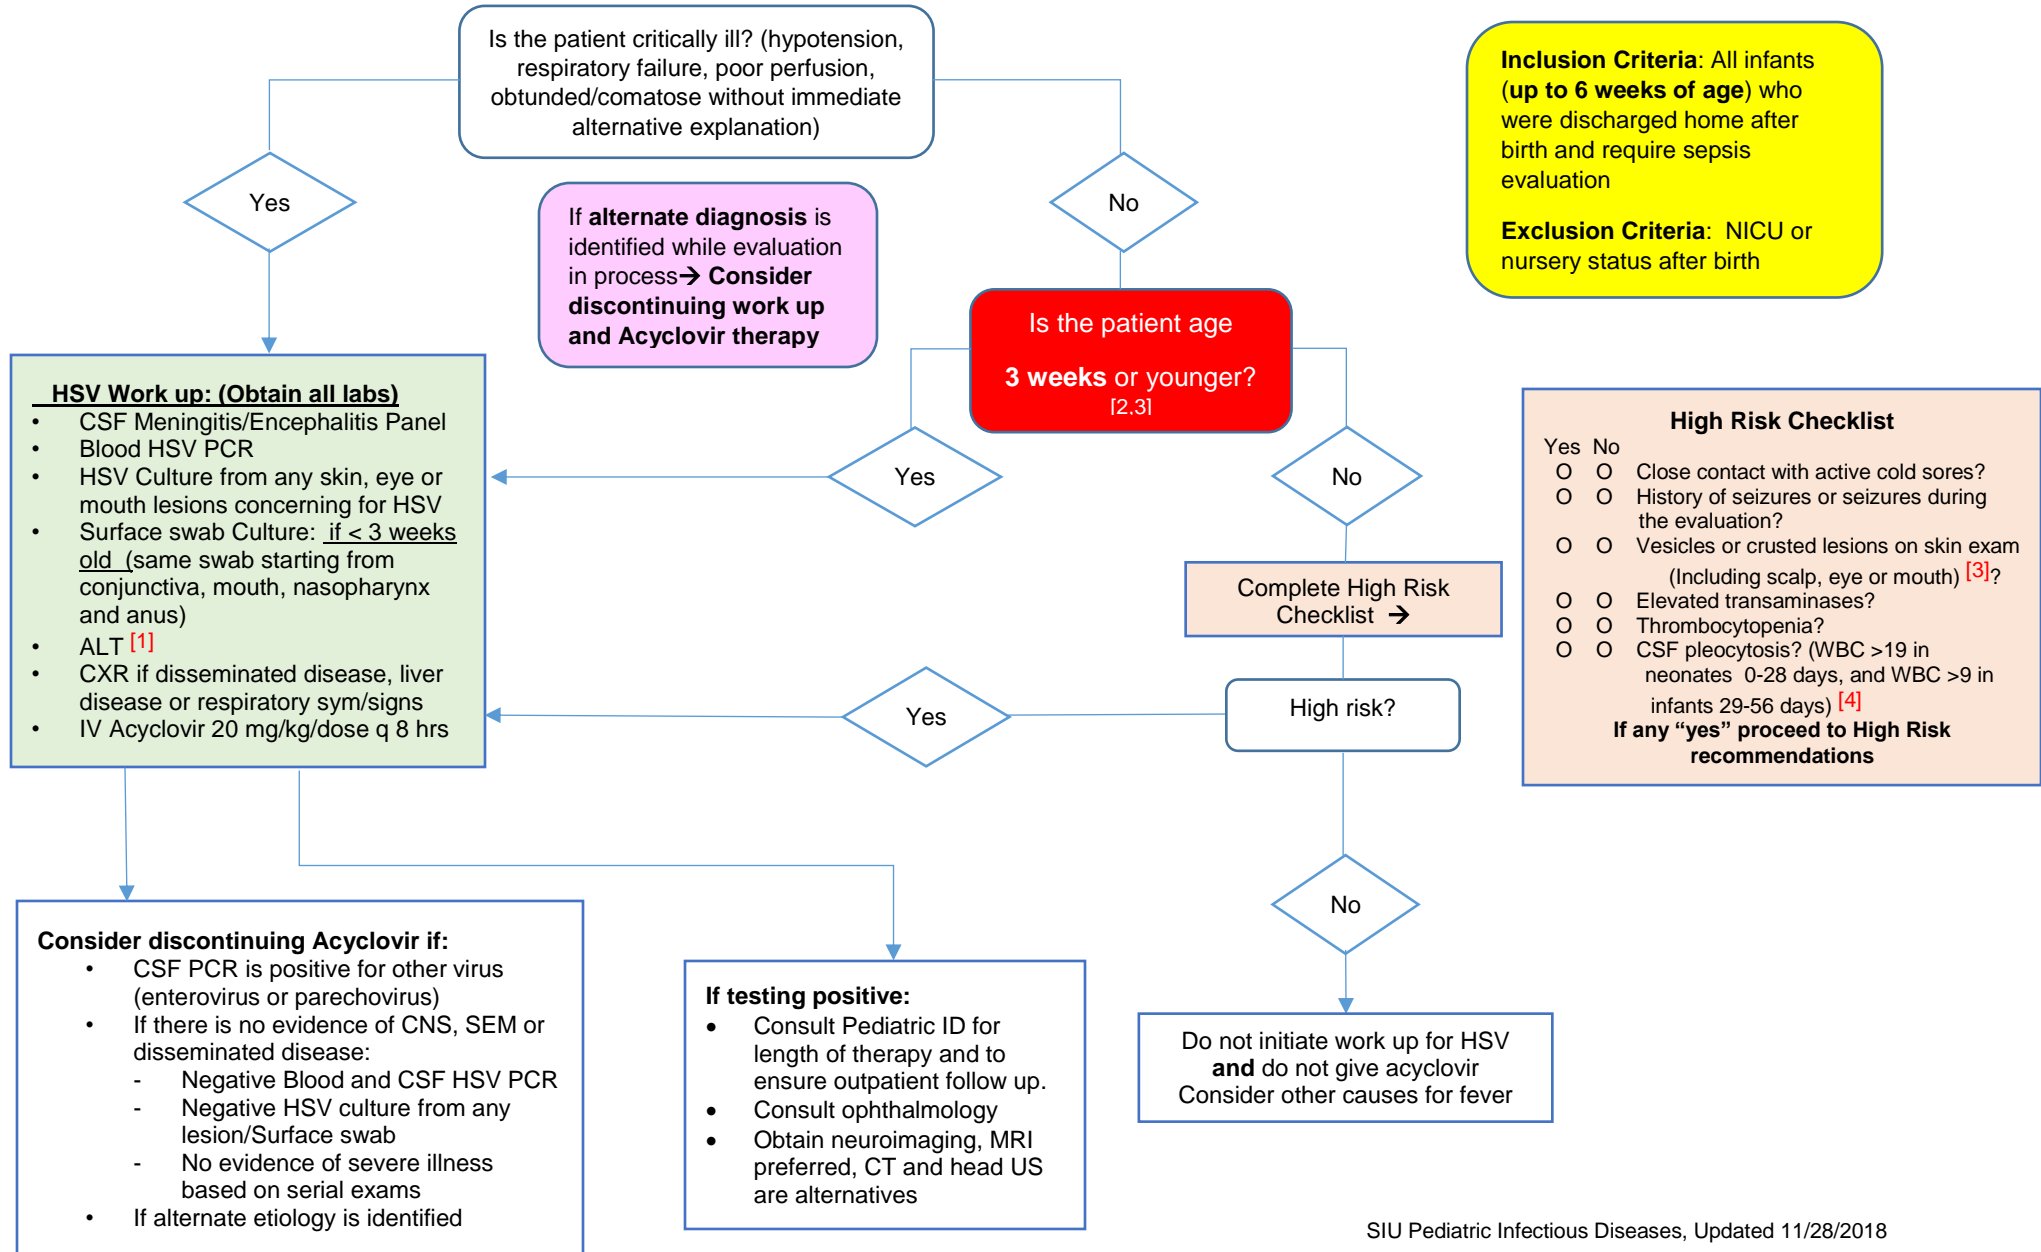 Is the patient critically ill? (hypotension,
respiratory failure, poor perfusion,
obtunded/comatose without immediate
alternative explanation)
Inclusion Criteria: All infants
(up to 6 weeks of age) who
were discharged home after
birth and require sepsis
evaluation
Exclusion Criteria: NICU or
nursery status after birth
Yes
If alternate diagnosis is
identified while evaluation
in process➔ Consider
discontinuing work up
and Acyclovir therapy
No
Is the patient age
3 weeks or younger?
[2,3]
HSV Work up: (Obtain all labs)
• CSF Meningitis/Encephalitis Panel
• Blood HSV PCR
• HSV Culture from any skin, eye or
mouth lesions concerning for HSV
• Surface swab Culture: if < 3 weeks
old (same swab starting from
conjunctiva, mouth, nasopharynx
and anus)
• ALT [1]
• CXR if disseminated disease, liver
disease or respiratory sym/signs
• IV Acyclovir 20 mg/kg/dose q 8 hrs
Yes
No
High Risk Checklist
Yes No
O O Close contact with active cold sores?
O O History of seizures or seizures during
the evaluation?
O O Vesicles or crusted lesions on skin exam
(Including scalp, eye or mouth) [3]?
O O Elevated transaminases?
O O Thrombocytopenia?
O O CSF pleocytosis? (WBC >19 in
neonates 0-28 days, and WBC >9 in
infants 29-56 days) [4]
If any “yes” proceed to High Risk
recommendations
Complete High Risk
Checklist ➔
Yes
High risk?
No
Consider discontinuing Acyclovir if:
• CSF PCR is positive for other virus
(enterovirus or parechovirus)
• If there is no evidence of CNS, SEM or
disseminated disease:
- Negative Blood and CSF HSV PCR
- Negative HSV culture from any
lesion/Surface swab
- No evidence of severe illness
based on serial exams
• If alternate etiology is identified
If testing positive:
• Consult Pediatric ID for
length of therapy and to
ensure outpatient follow up.
• Consult ophthalmology
• Obtain neuroimaging, MRI
preferred, CT and head US
are alternatives
Do not initiate work up for HSV
and do not give acyclovir
Consider other causes for fever
SIU Pediatric Infectious Diseases, Updated 11/28/2018